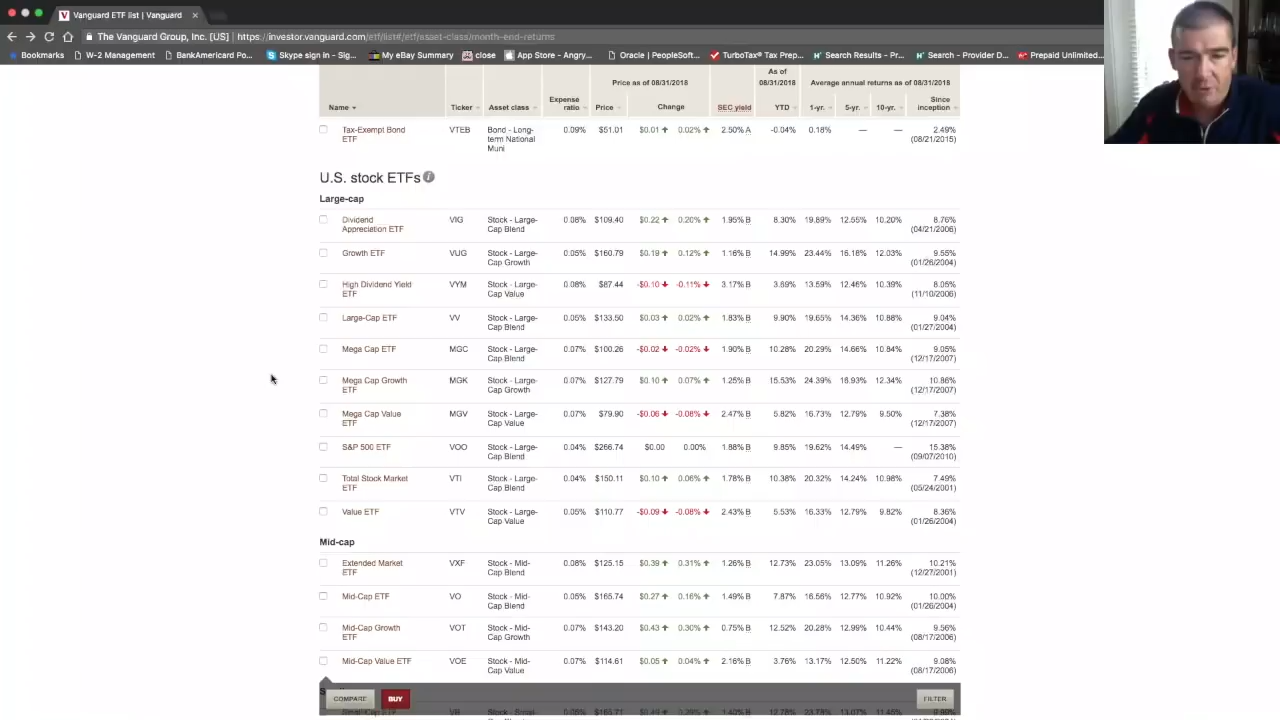 Vanguard ETF list | Vanguard
The Vanguard Group, Inc. [US] | https://investor.vanguard.com/etf/list#/etf/asset-class/month-end-returns
Bookmarks W-2 Management BankAmericard Po... Skype sign in - Sig... My eBay Summary close App Store - Angry... Oracle | PeopleSoft... TurboTax® Tax Prep... Search Results - Pr... Search - Provider D... Prepaid Unlimited...
Price as of 08/31/2018 As of 08/31/2018 Average annual returns as of 08/31/2018
Name Ticker Asset class Expense ratio Price Change SEC yield YTD 1-yr. 5-yr. 10-yr. Since inception
Tax-Exempt Bond VTEB Bond - Long- 0.09% $51.01 $0.01 0.02% 2.50% A -0.04% 0.18% — — 2.49%
ETF term National (08/21/2015)
Muni
U.S. stock ETFs
Large-cap
Dividend VIG Stock - Large- 0.08% $109.40 $0.22 0.20% 1.95% B 8.30% 19.89% 12.55% 10.20% 8.76%
Appreciation ETF Cap Blend (04/21/2006)
Growth ETF VUG Stock - Large- 0.05% $160.79 $0.19 0.12% 1.16% B 14.99% 23.44% 16.18% 12.03% 9.55%
Cap Growth (01/26/2004)
High Dividend Yield VYM Stock - Large- 0.08% $87.44 -$0.10 -0.11% 3.17% B 3.69% 13.59% 12.46% 10.39% 8.05%
ETF Cap Value (11/10/2006)
Large-Cap ETF VV Stock - Large- 0.05% $133.50 $0.03 0.02% 1.83% B 9.90% 19.65% 14.36% 10.88% 9.04%
Cap Blend (01/27/2004)
Mega Cap ETF MGC Stock - Large- 0.07% $100.26 -$0.02 -0.02% 1.90% B 10.28% 20.29% 14.66% 10.84% 9.05%
Cap Blend (12/17/2007)
Mega Cap Growth MGK Stock - Large- 0.07% $127.79 $0.10 0.07% 1.25% B 15.53% 24.39% 16.93% 12.34% 10.86%
ETF Cap Growth (12/17/2007)
Mega Cap Value MGV Stock - Large- 0.07% $79.90 -$0.06 -0.08% 2.47% B 5.82% 16.73% 12.79% 9.50% 7.38%
ETF Cap Value (12/17/2007)
S&P 500 ETF VOO Stock - Large- 0.04% $266.74 $0.00 0.00% 1.88% B 9.85% 19.62% 14.49% — 15.38%
Cap Blend (09/07/2010)
Total Stock Market VTI Stock - Large- 0.04% $150.11 $0.10 0.06% 1.78% B 10.38% 20.32% 14.24% 10.98% 7.49%
ETF Cap Blend (05/24/2001)
Value ETF VTV Stock - Large- 0.05% $110.77 -$0.09 -0.08% 2.43% B 5.53% 16.33% 12.79% 9.82% 8.36%
Cap Value (01/26/2004)
Mid-cap
Extended Market VXF Stock - Mid- 0.08% $125.15 $0.39 0.31% 1.26% B 12.73% 23.05% 13.09% 11.26% 10.21%
ETF Cap Blend (12/27/2001)
Mid-Cap ETF VO Stock - Mid- 0.05% $165.74 $0.27 0.16% 1.49% B 7.87% 16.56% 12.77% 10.92% 10.00%
Cap Blend (01/26/2004)
Mid-Cap Growth VOT Stock - Mid- 0.07% $143.20 $0.43 0.30% 0.75% B 12.52% 20.28% 12.99% 10.44% 9.56%
ETF Cap Growth (08/17/2006)
Mid-Cap Value ETF VOE Stock - Mid- 0.07% $114.61 $0.05 0.04% 2.16% B 3.76% 13.17% 12.50% 11.22% 9.08%
Cap Value (08/17/2006)
COMPARE BUY FILTER